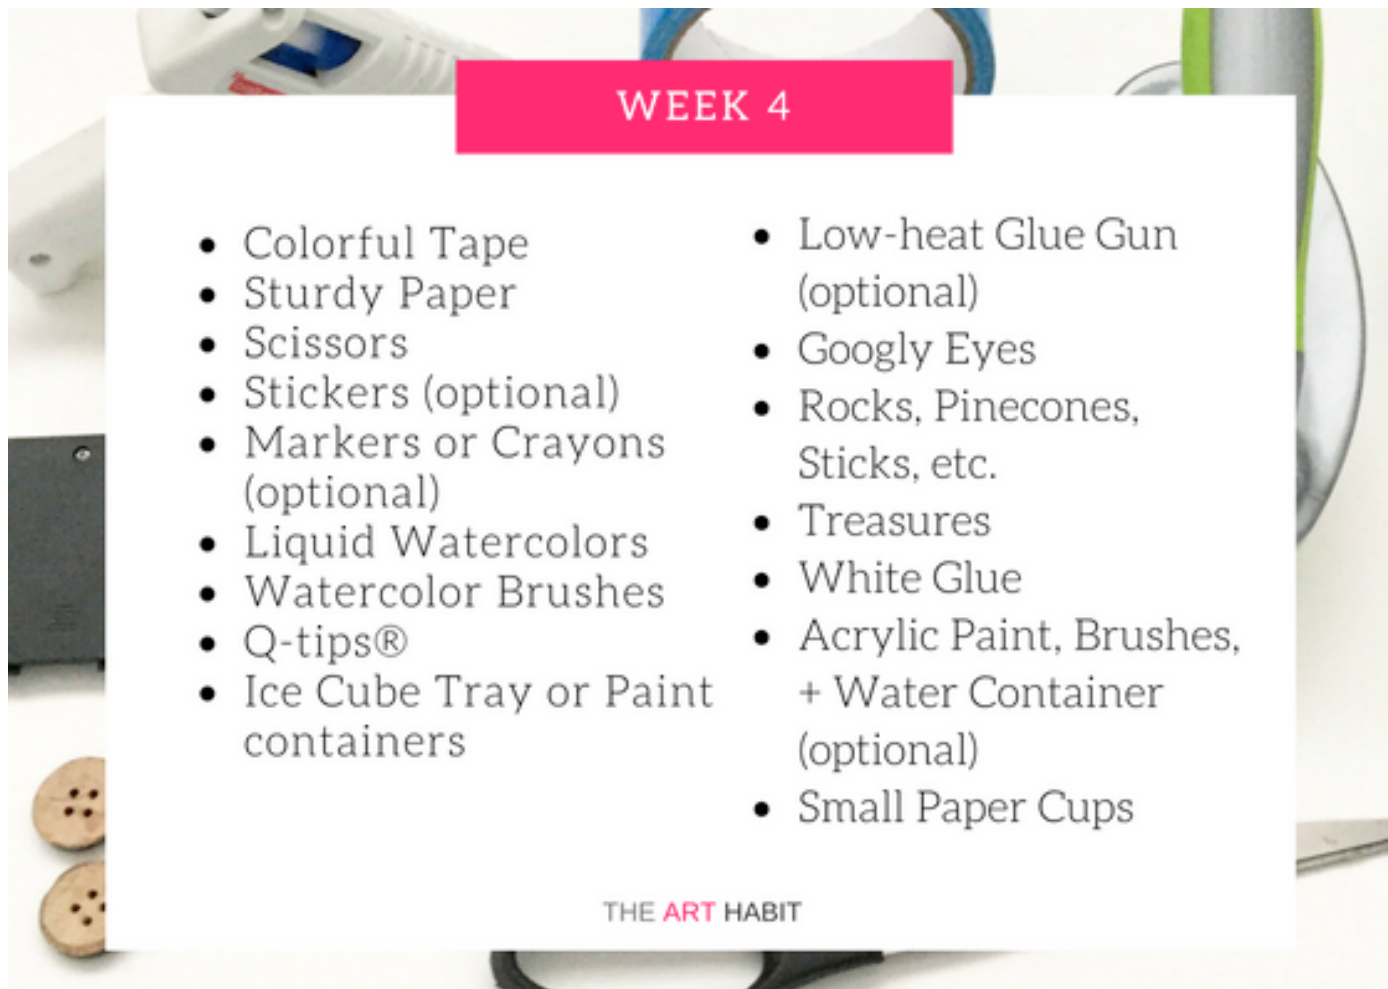 WEEK 4
• Colorful Tape
• Sturdy Paper
• Scissors
• Stickers (optional)
• Markers or Crayons
(optional)
• Liquid Watercolors
• Watercolor Brushes
• Q-tips®
• Ice Cube Tray or Paint
containers
• Low-heat Glue Gun
(optional)
• Googly Eyes
• Rocks, Pinecones,
Sticks, etc.
• Treasures
• White Glue
• Acrylic Paint, Brushes,
+ Water Container
(optional)
• Small Paper Cups
THE ART HABIT